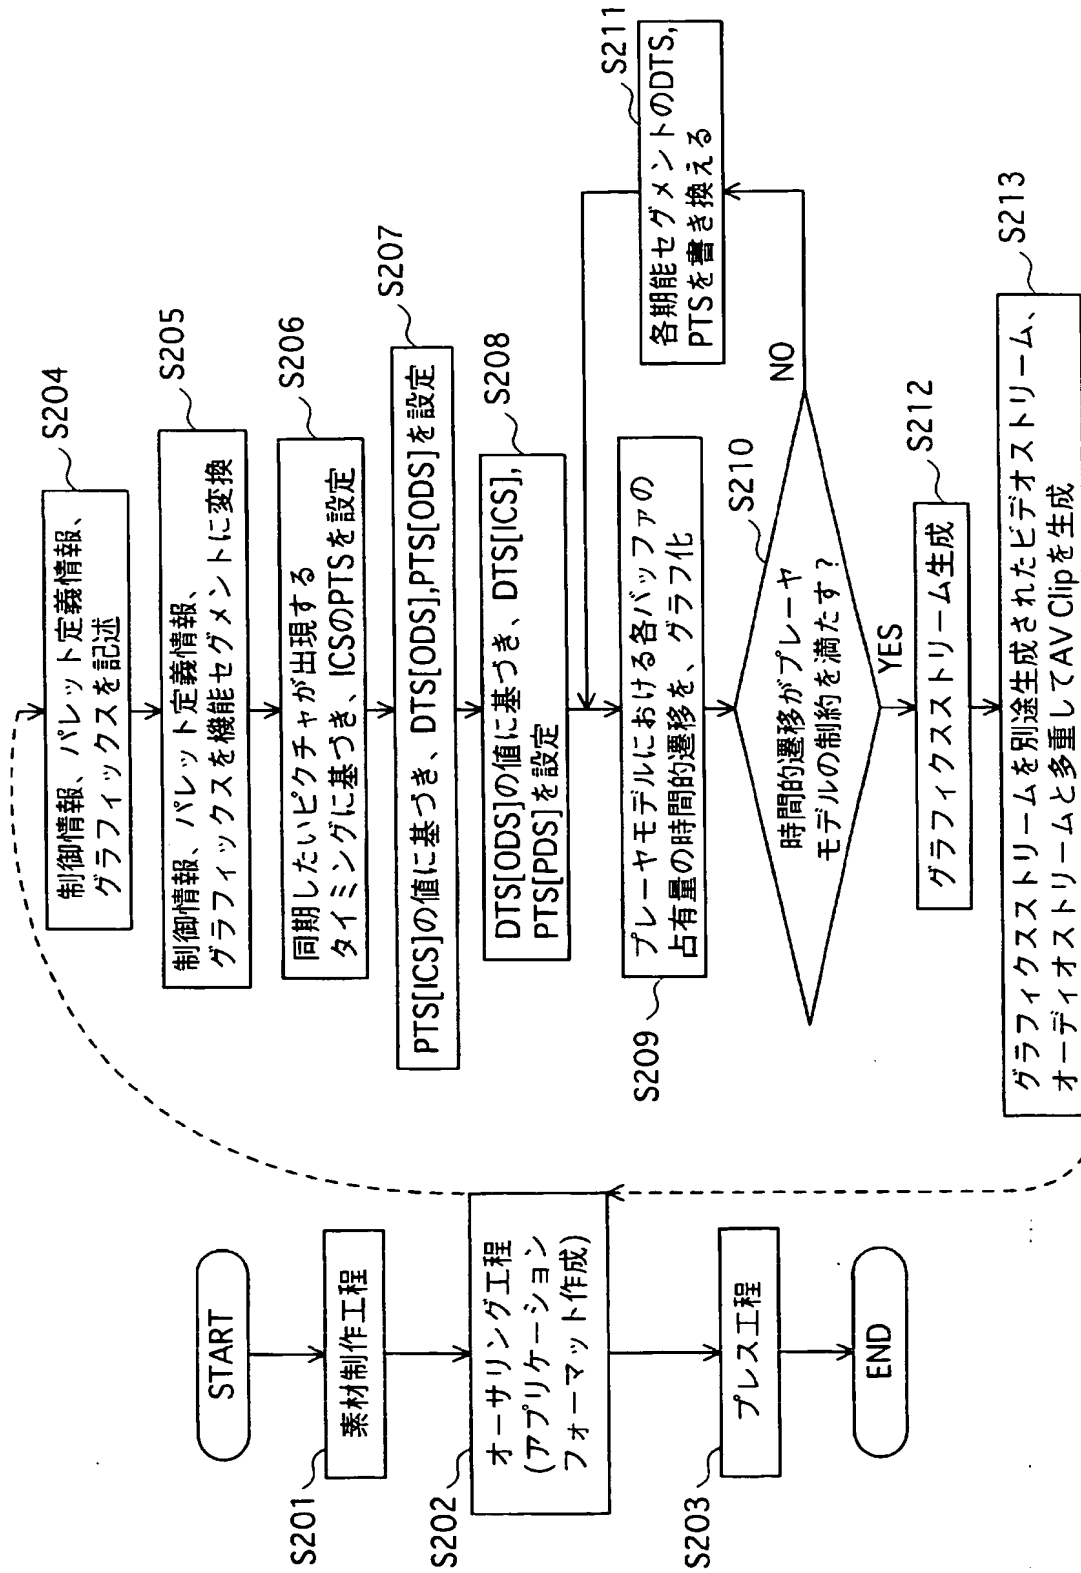 START
S201
素材制作工程
S202
オーサリング工程
(アプリケーション
フォーマット作成)
S203
プレス工程
END
S204
制御情報、パレット定義情報、
グラフィックスを記述
S205
制御情報、パレット定義情報、
グラフィックスを機能セグメントに変換
S206
同期したいピクチャが出現する
タイミングに基づき、ICSのPTSを設定
S207
PTS[ICS]の値に基づき、DTS[ODS],PTS[ODS]を設定
S208
DTS[ODS]の値に基づき、DTS[ICS],
PTS[PDS]を設定
S209
プレーヤモデルにおける各バッファの
占有量の時間的遷移を、グラフ化
S210
時間的遷移がプレーヤ
モデルの制約を満たす?
NO
YES
S211
各期能セグメントのDTS,
PTSを書き換える
S212
グラフィクスストリーム生成
S213
グラフィクスストリームを別途生成されたビデオストリーム、
オーディオストリームと多重してAV Clipを生成